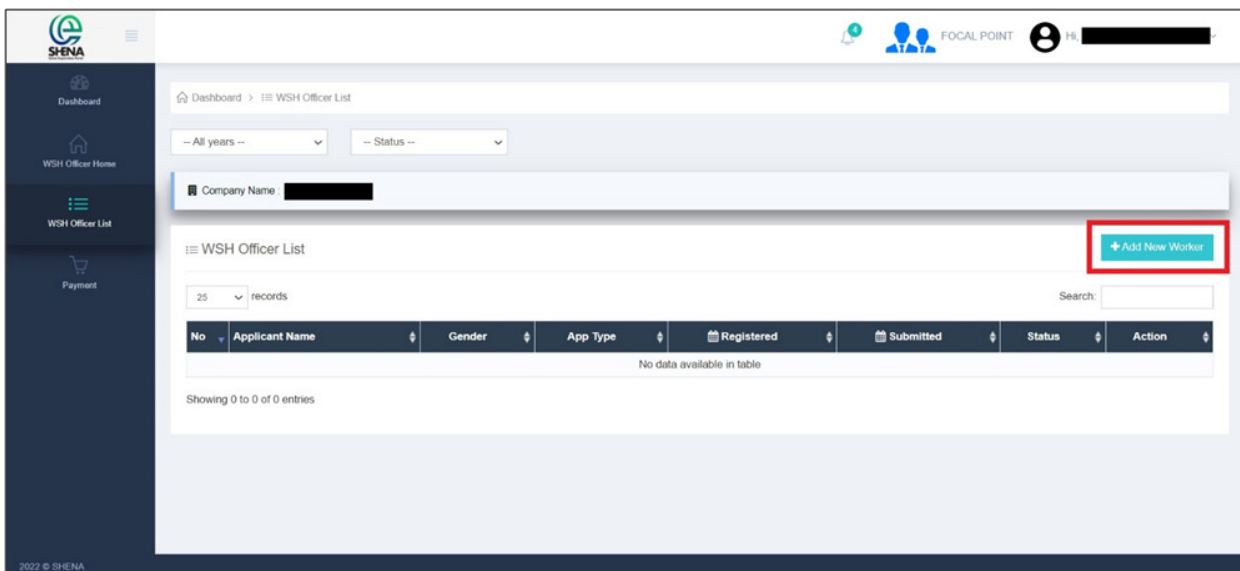 SHENA
4
FOCAL POINT
Hi,
Dashboard
WSH Officer Home
WSH Officer List
Payment
Dashboard > WSH Officer List
-- All years --
-- Status --
Company Name :
WSH Officer List
+ Add New Worker
25 records
Search:
No Applicant Name Gender App Type Registered Submitted Status Action
No data available in table
Showing 0 to 0 of 0 entries
2022 © SHENA